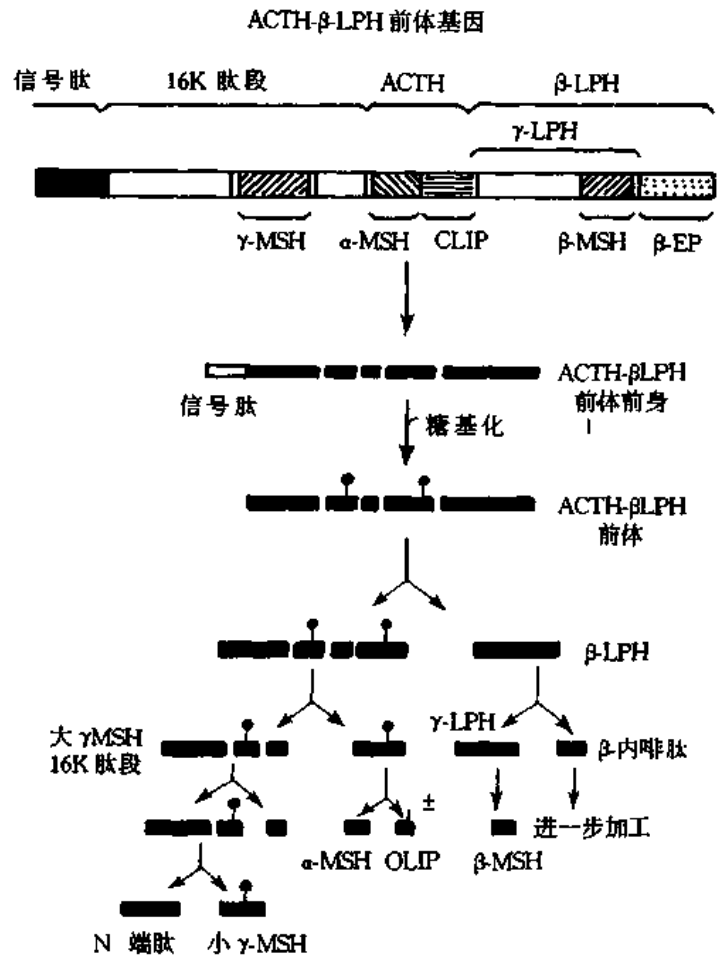 ACTH-β-LPH 前体基因
信号肽 16K 肽段 ACTH β-LPH
γ-LPH
γ-MSH α-MSH CLIP β-MSH β-EP
ACTH-βLPH
前体前身
信号肽
糖基化
ACTH-βLPH
前体
β-LPH
大 γMSH
16K 肽段
γ-LPH
β-内啡肽
±
α-MSH OLIP β-MSH 进一步加工
N 端肽 小 γ-MSH